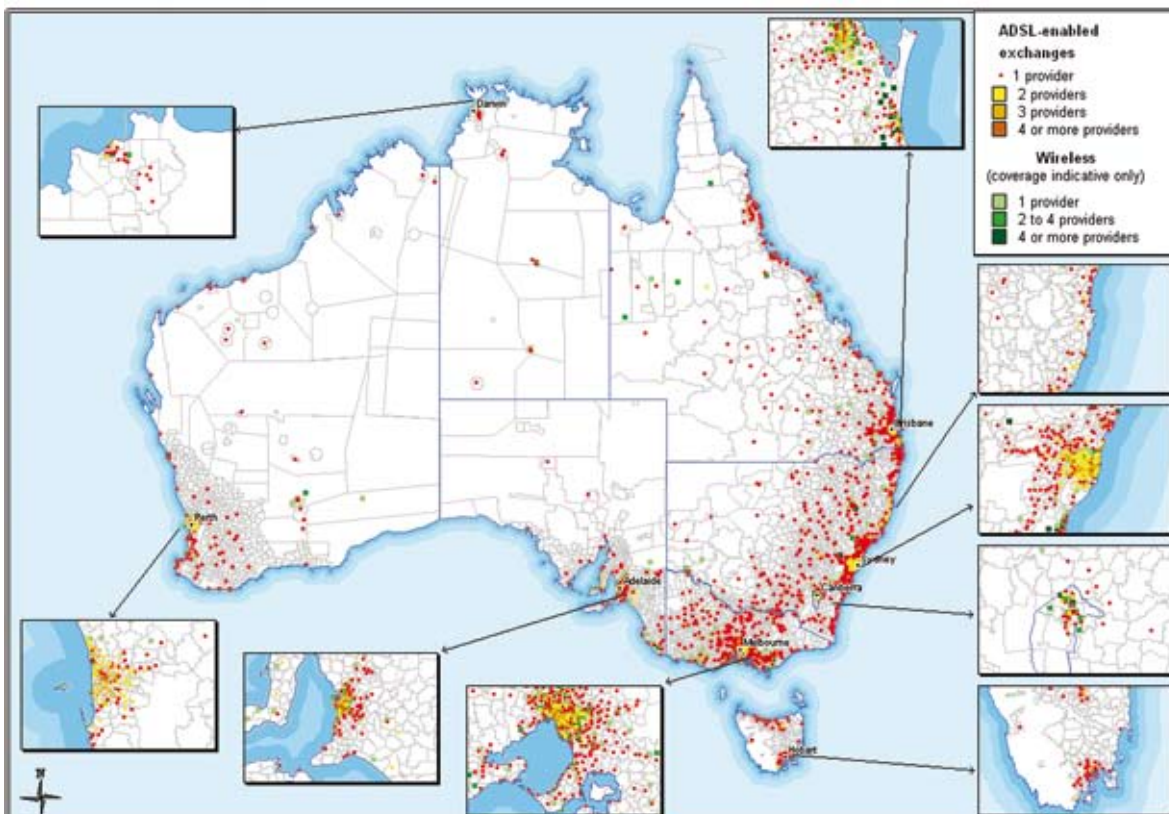 ADSL-enabled
exchanges
1 provider
2 providers
3 providers
4 or more providers
Wireless
(coverage indicative only)
1 provider
2 to 4 providers
4 or more providers
Darwin
Brisbane
Perth
Adelaide
Sydney
Canberra
Melbourne
Hobart
N